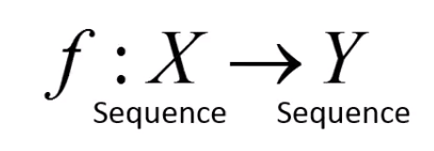 f : X → Y
Sequence Sequence